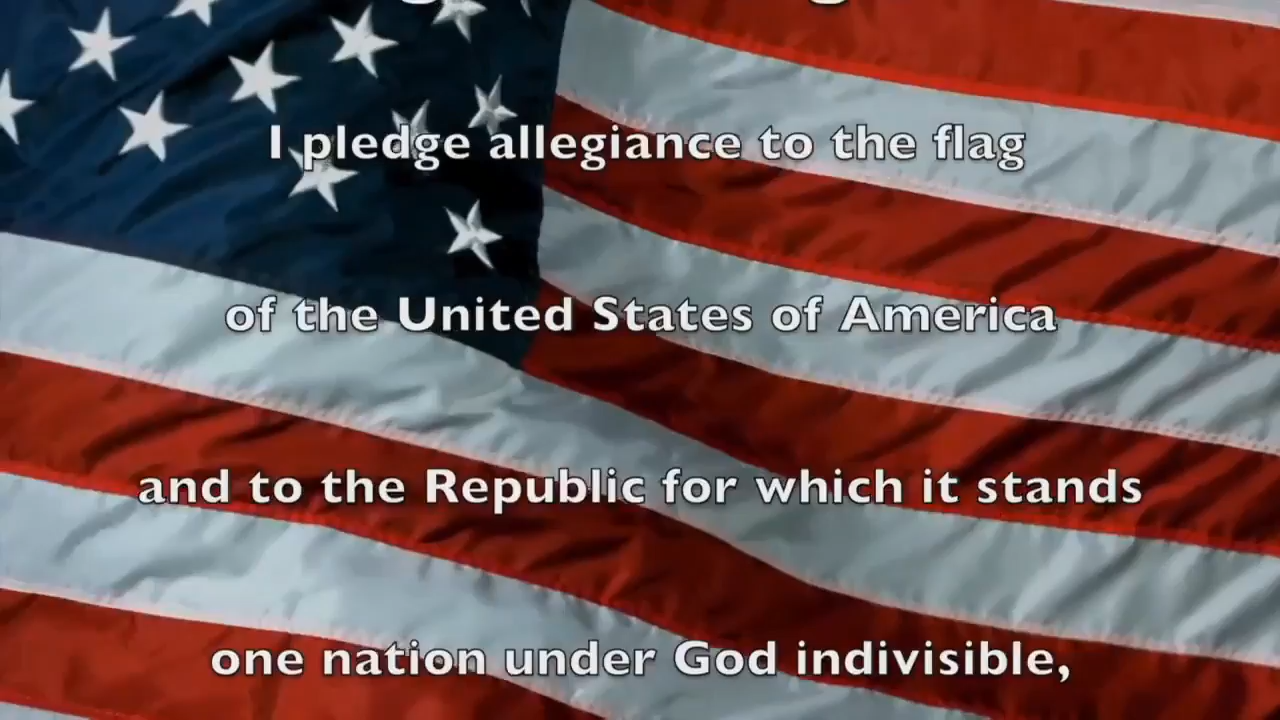 I pledge allegiance to the flag
of the United States of America
and to the Republic for which it stands
one nation under God indivisible,